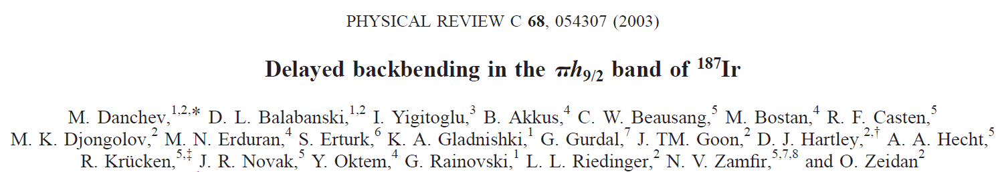 PHYSICAL REVIEW C 68, 054307 (2003)
Delayed backbending in the πh9/2 band of 187Ir
M. Danchev,1,2,* D. L. Balabanski,1,2 I. Yigitoglu,3 B. Akkus,4 C. W. Beausang,5 M. Bostan,4 R. F. Casten,5
M. K. Djongolov,2 M. N. Erduran,4 S. Erturk,6 K. A. Gladnishki,1 G. Gurdal,7 J. TM. Goon,2 D. J. Hartley,2,† A. A. Hecht,5
R. Krücken,5,‡ J. R. Novak,5 Y. Oktem,4 G. Rainovski,1 L. L. Riedinger,2 N. V. Zamfir,5,7,8 and O. Zeidan2